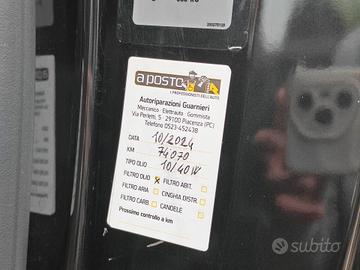 a posto
I PROFESSIONISTI DELL'AUTO
Autoriparazioni Guarnieri
Meccanico - Elettrauto - Gommista
Via Perletti, 5 - 29100 Piacenza (PC)
Telefono 0523-452438
DATA 10/2024
KM 74070
TIPO OLIO 10/40W
FILTRO OLIO X FILTRO ABIT.
FILTRO ARIA CINGHIA DISTR.
FILTRO CARB. CANDELE
Prossimo controllo a km
subito